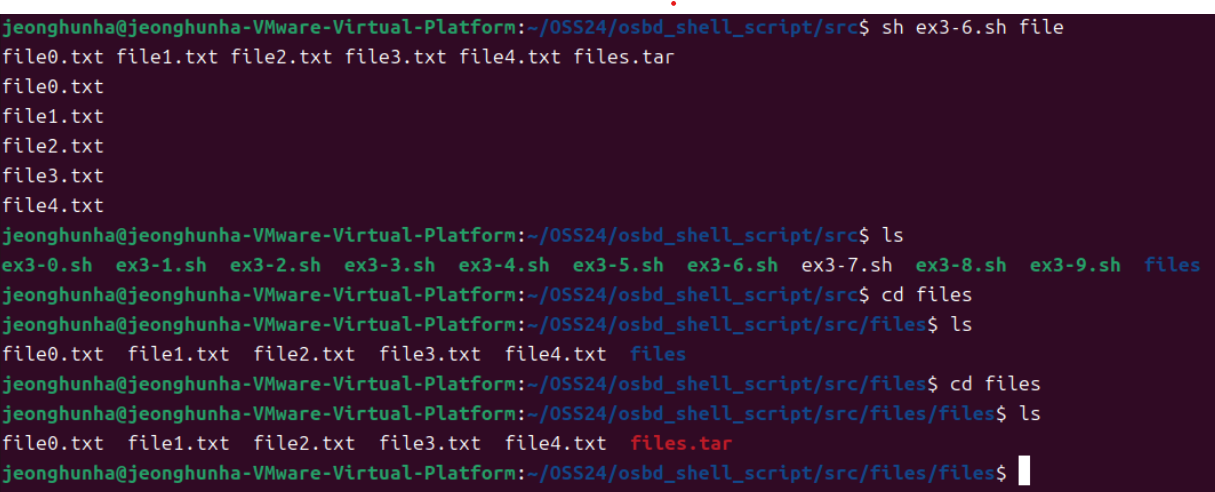 jeonghunha@jeonghunha-VMware-Virtual-Platform:~/OSS24/osbd_shell_script/src$ sh ex3-6.sh file
file0.txt file1.txt file2.txt file3.txt file4.txt files.tar
file0.txt
file1.txt
file2.txt
file3.txt
file4.txt
jeonghunha@jeonghunha-VMware-Virtual-Platform:~/OSS24/osbd_shell_script/src$ ls
ex3-0.sh  ex3-1.sh  ex3-2.sh  ex3-3.sh  ex3-4.sh  ex3-5.sh  ex3-6.sh  ex3-7.sh  ex3-8.sh  ex3-9.sh  files
jeonghunha@jeonghunha-VMware-Virtual-Platform:~/OSS24/osbd_shell_script/src$ cd files
jeonghunha@jeonghunha-VMware-Virtual-Platform:~/OSS24/osbd_shell_script/src/files$ ls
file0.txt  file1.txt  file2.txt  file3.txt  file4.txt  files
jeonghunha@jeonghunha-VMware-Virtual-Platform:~/OSS24/osbd_shell_script/src/files$ cd files
jeonghunha@jeonghunha-VMware-Virtual-Platform:~/OSS24/osbd_shell_script/src/files/files$ ls
file0.txt  file1.txt  file2.txt  file3.txt  file4.txt  files.tar
jeonghunha@jeonghunha-VMware-Virtual-Platform:~/OSS24/osbd_shell_script/src/files/files$